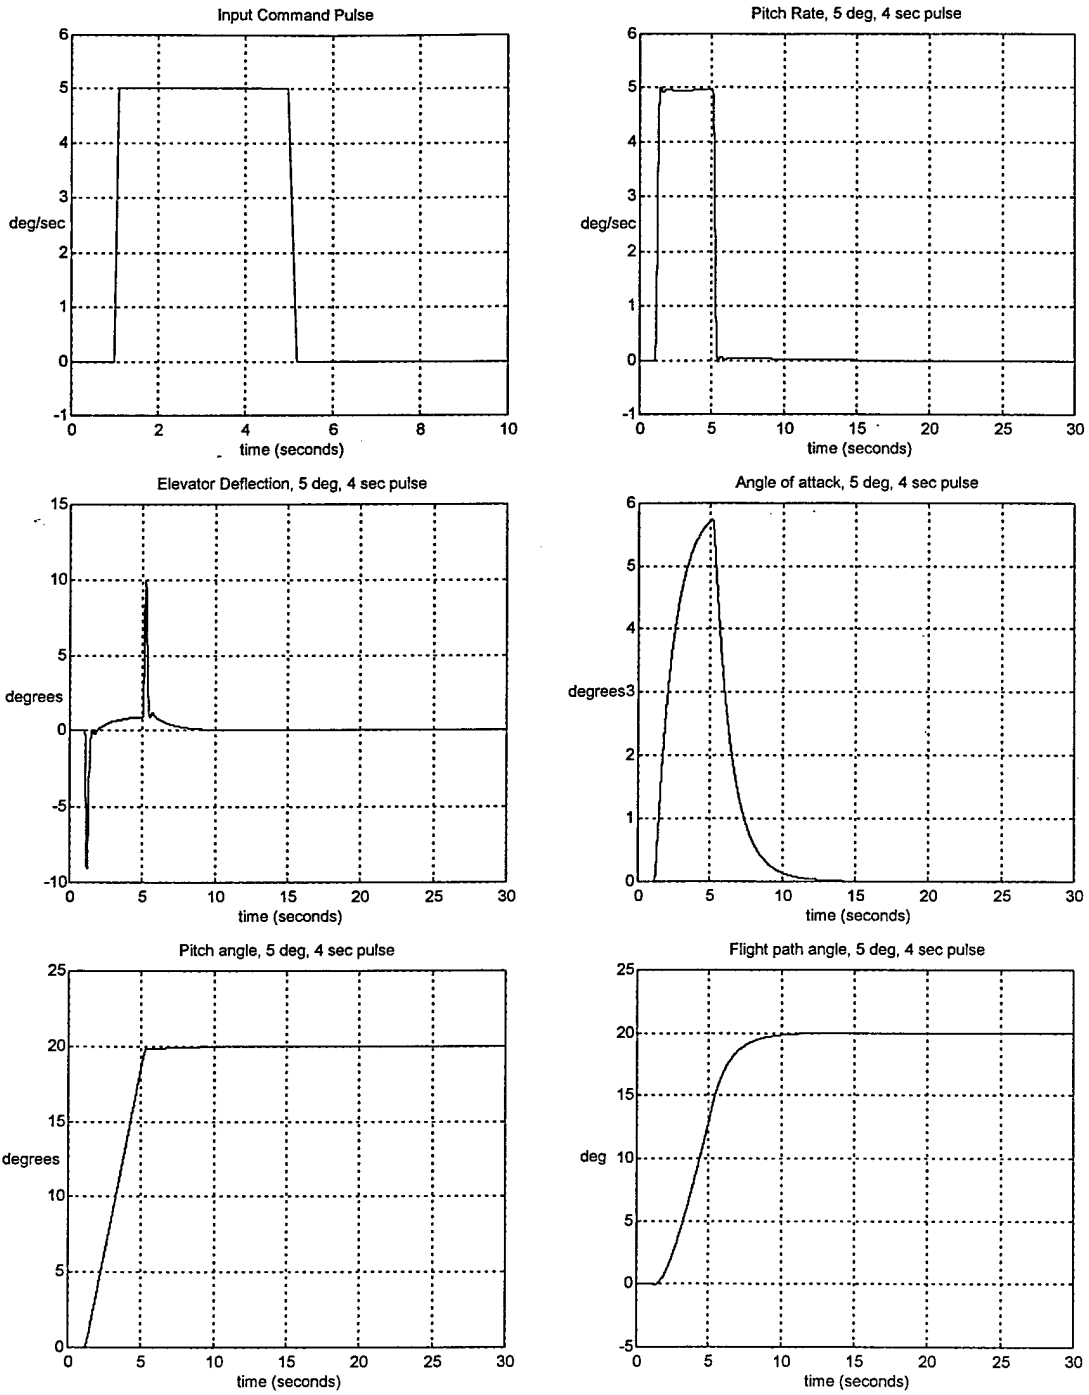 Input Command Pulse
6
5
4
3
deg/sec
2
1
0
-1
0 2 4 6 8 10
time (seconds)
Pitch Rate, 5 deg, 4 sec pulse
6
5
4
3
deg/sec
2
1
0
-1
0 5 10 15 20 25 30
time (seconds)
Elevator Deflection, 5 deg, 4 sec pulse
15
10
5
degrees
0
-5
-10
0 5 10 15 20 25 30
time (seconds)
Angle of attack, 5 deg, 4 sec pulse
6
5
4
degrees3
2
1
0
0 5 10 15 20 25 30
time (seconds)
Pitch angle, 5 deg, 4 sec pulse
25
20
15
degrees
10
5
0
0 5 10 15 20 25 30
time (seconds)
Flight path angle, 5 deg, 4 sec pulse
25
20
15
deg 10
5
0
-5
0 5 10 15 20 25 30
time (seconds)